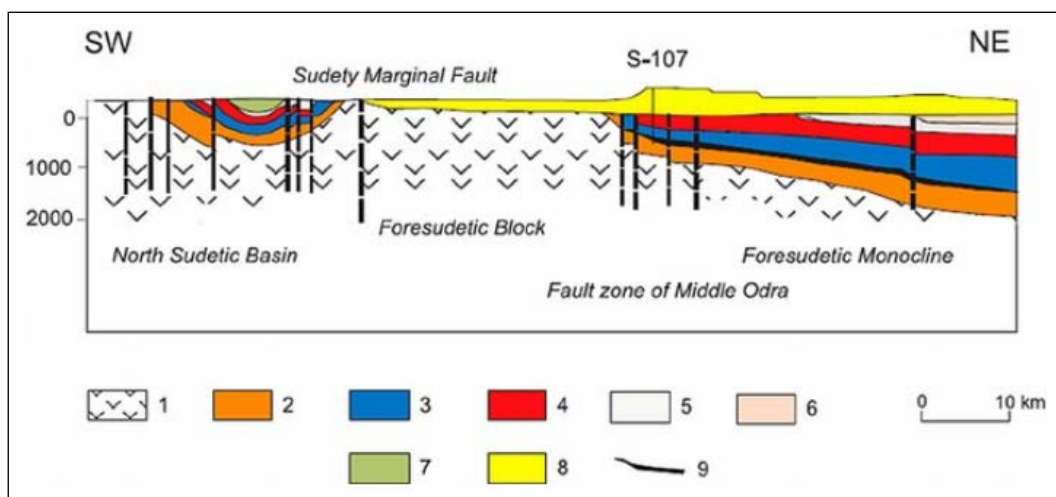 SW
NE
S-107
Sudety Marginal Fault
0
1000
2000
Foresudetic Block
North Sudetic Basin
Foresudetic Monocline
Fault zone of Middle Odra
1
2
3
4
5
6
0 10 km
7
8
9